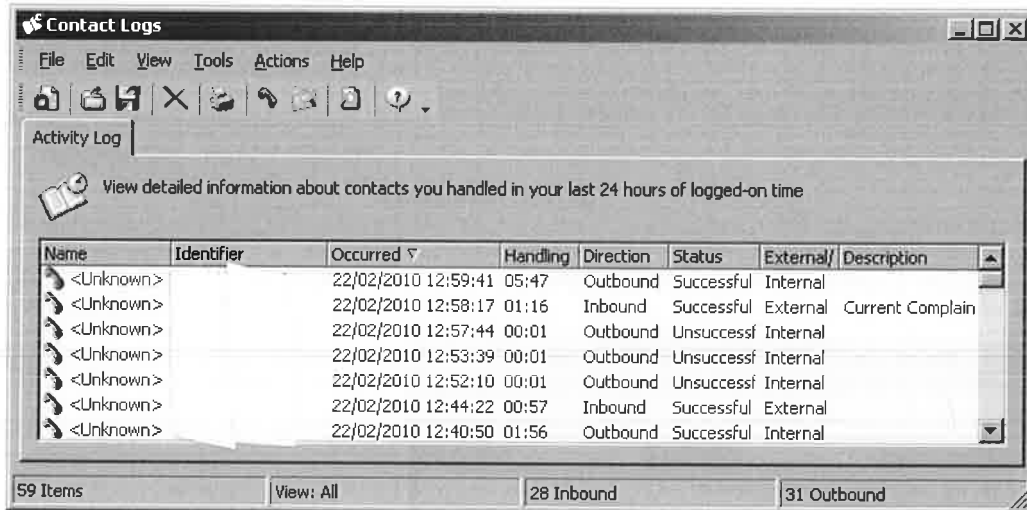 Contact Logs
File Edit View Tools Actions Help
Activity Log
View detailed information about contacts you handled in your last 24 hours of logged-on time
Name Identifier Occurred Handling Direction Status External/ Description
<Unknown> 22/02/2010 12:59:41 05:47 Outbound Successful Internal
<Unknown> 22/02/2010 12:58:17 01:16 Inbound Successful External Current Complain
<Unknown> 22/02/2010 12:57:44 00:01 Outbound Unsuccessf Internal
<Unknown> 22/02/2010 12:53:39 00:01 Outbound Unsuccessf Internal
<Unknown> 22/02/2010 12:52:10 00:01 Outbound Unsuccessf Internal
<Unknown> 22/02/2010 12:44:22 00:57 Inbound Successful External
<Unknown> 22/02/2010 12:40:50 01:56 Outbound Successful Internal
59 Items View: All 28 Inbound 31 Outbound